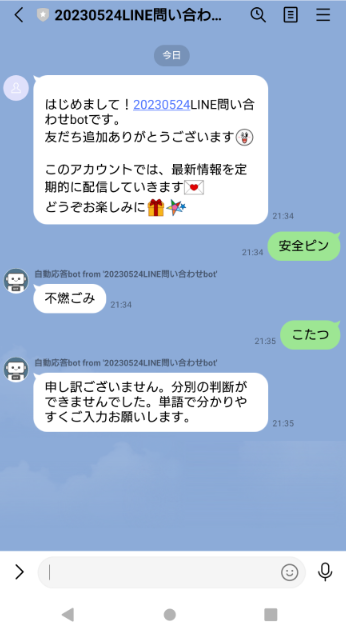 20230524LINE問い合わ...
今日
はじめまして！20230524LINE問い合
わせbotです。
友だち追加ありがとうございます
このアカウントでは、最新情報を定
期的に配信していきます
どうぞお楽しみに
21:34
安全ピン
21:34
自動応答bot from '20230524LINE問い合わせbot'
不燃ごみ
21:34
こたつ
21:35
自動応答bot from '20230524LINE問い合わせbot'
申し訳ございません。分別の判断が
できませんでした。単語で分かりや
すくご入力お願いします。
21:35